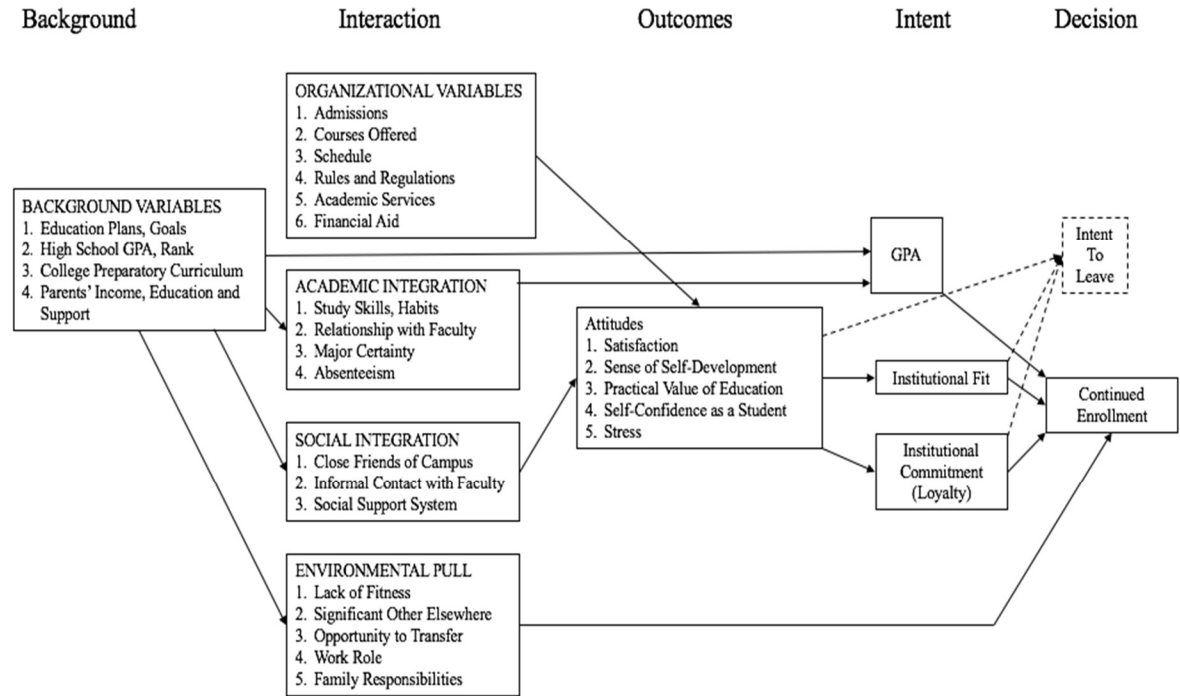 Background
Interaction
Outcomes
Intent
Decision
BACKGROUND VARIABLES
1. Education Plans, Goals
2. High School GPA, Rank
3. College Preparatory Curriculum
4. Parents' Income, Education and
Support
ORGANIZATIONAL VARIABLES
1. Admissions
2. Courses Offered
3. Schedule
4. Rules and Regulations
5. Academic Services
6. Financial Aid
ACADEMIC INTEGRATION
1. Study Skills, Habits
2. Relationship with Faculty
3. Major Certainty
4. Absenteeism
SOCIAL INTEGRATION
1. Close Friends of Campus
2. Informal Contact with Faculty
3. Social Support System
ENVIRONMENTAL PULL
1. Lack of Fitness
2. Significant Other Elsewhere
3. Opportunity to Transfer
4. Work Role
5. Family Responsibilities
Attitudes
1. Satisfaction
2. Sense of Self-Development
3. Practical Value of Education
4. Self-Confidence as a Student
5. Stress
GPA
Institutional Fit
Institutional
Commitment
(Loyalty)
Intent
To
Leave
Continued
Enrollment